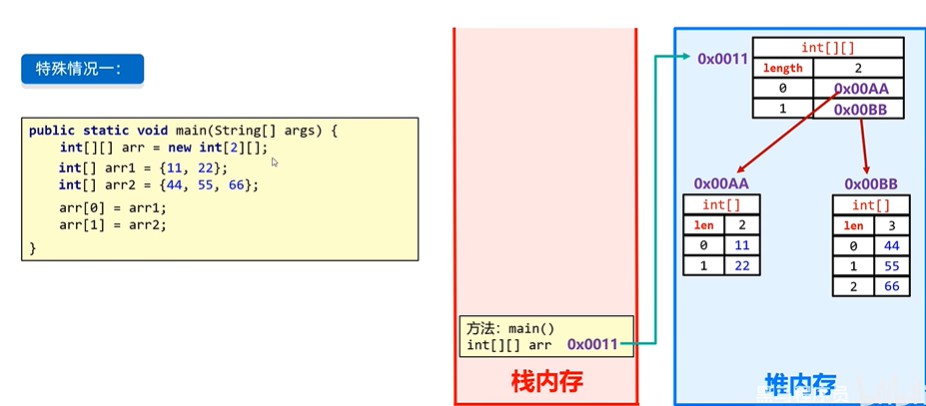 特殊情况一：
public static void main(String[] args) {
int[][] arr = new int[2][];
int[] arr1 = {11, 22};
int[] arr2 = {44, 55, 66};
arr[0] = arr1;
arr[1] = arr2;
}
方法: main()
int[][] arr 0x0011
栈内存
0x0011
int[][]
length 2
0 0x00AA
1 0x00BB
0x00AA
int[]
len 2
0 11
1 22
0x00BB
int[]
len 3
0 44
1 55
2 66
堆内存